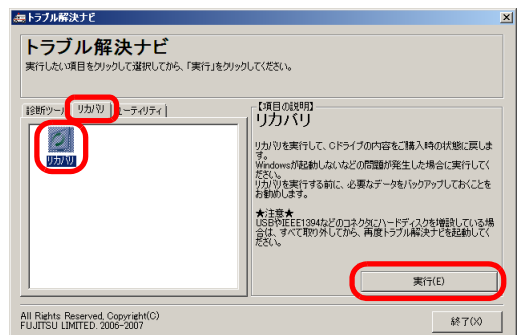 トラブル解決ナビ
トラブル解決ナビ
実行したい項目をクリックして選択してから、「実行」をクリックしてください。
診断ツール リカバリ ユーティリティ
リカバリ
【項目の説明】
リカバリ
リカバリを実行して、Cドライブの内容をご購入時の状態に戻しま
す。
Windowsが起動しないなどの問題が発生した場合に実行してく
ださい。
リカバリを実行する前に、必要なデータをバックアップしておくことを
お勧めします。
★注意★
USBやIEEE1394などのコネクタにハードディスクを増設している場
合は、すべて取り外してから、再度トラブル解決ナビを起動してく
ださい。
実行(E)
All Rights Reserved, Copyright(C)
FUJITSU LIMITED. 2006-2007
終了(X)